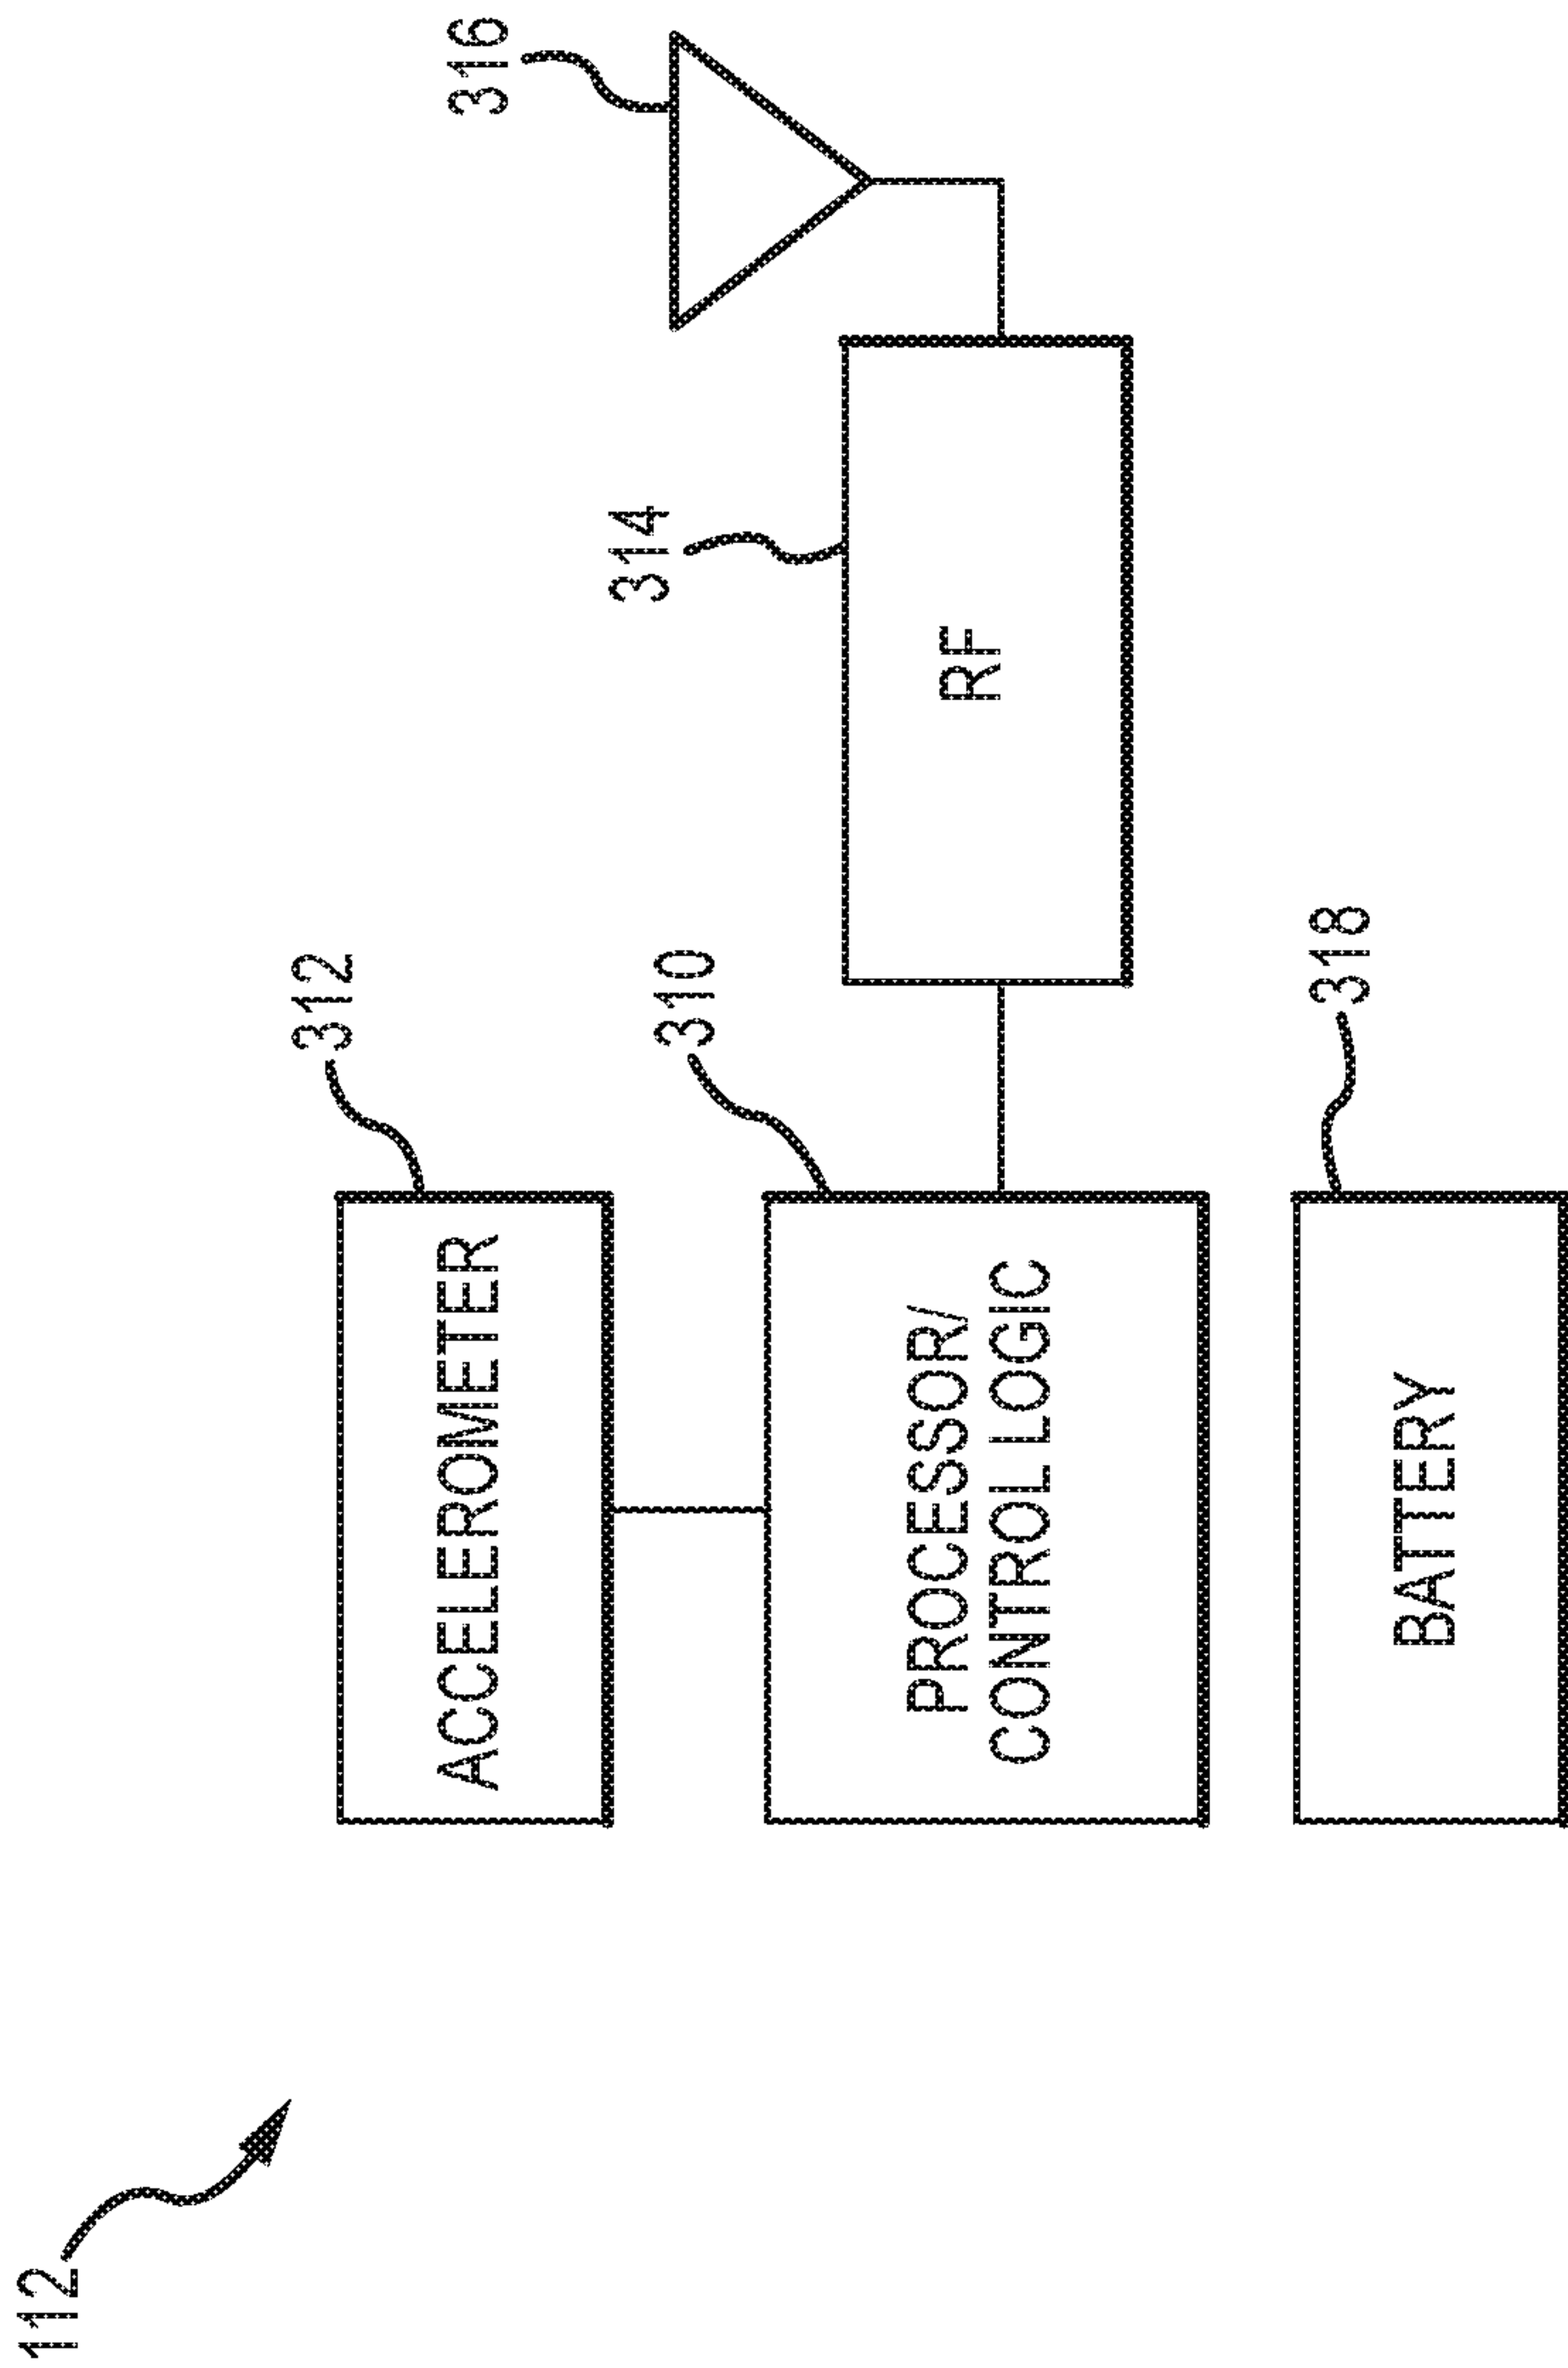 112
312
ACCELEROMETER
310
PROCESSOR/
CONTROL LOGIC
318
BATTERY
314
RF
316